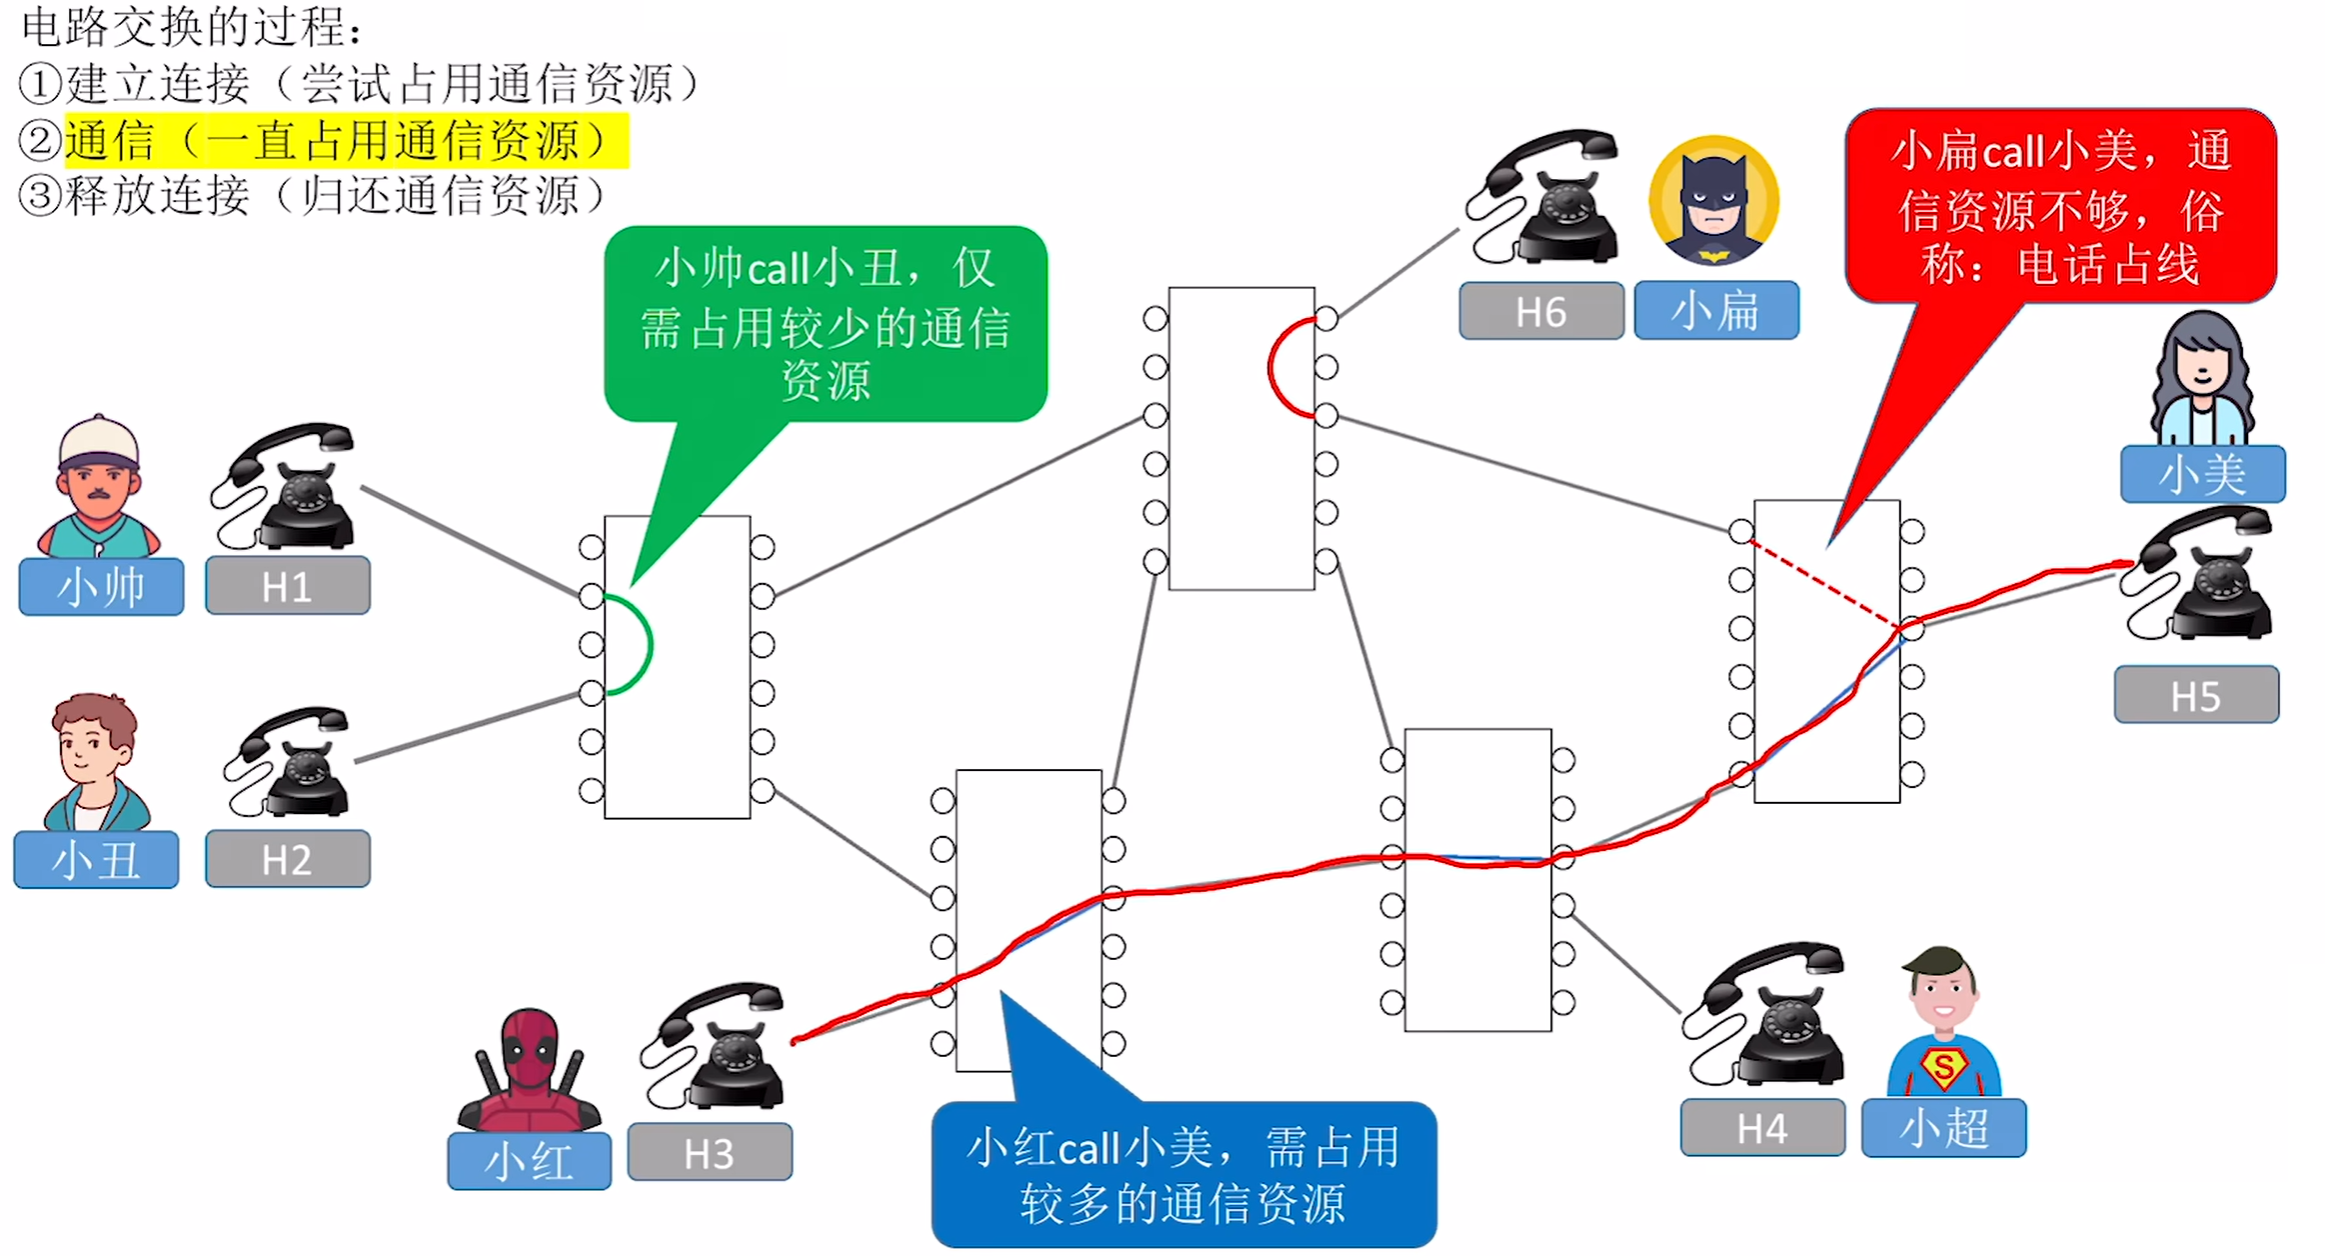 电路交换的过程：
①建立连接（尝试占用通信资源）
②通信（一直占用通信资源）
③释放连接（归还通信资源）
小帅call小丑，仅
需占用较少的通信
资源
小扁call小美，通
信资源不够，俗
称：电话占线
H6
小扁
小美
H5
小帅
H1
小丑
H2
小红
H3
小红call小美，需占用
较多的通信资源
H4
小超
S